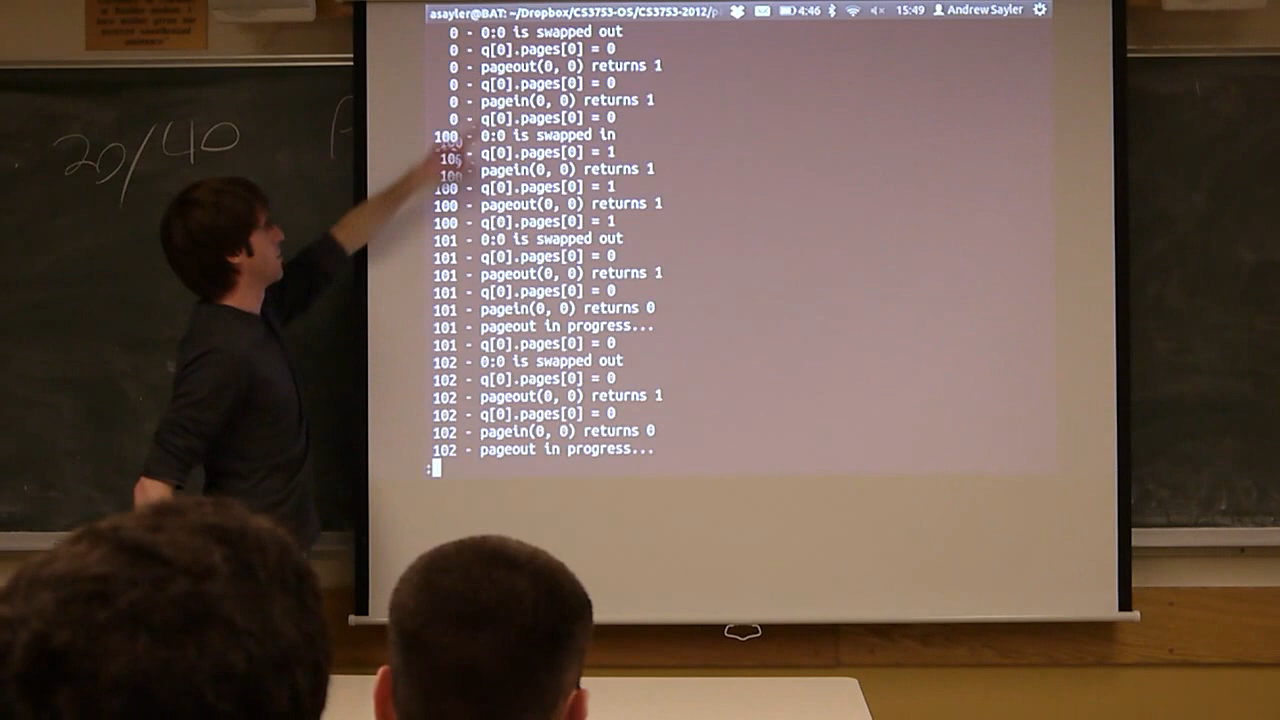 20/40
asayler@BAT: ~/Dropbox/CS3753-OS/CS3753-2012/p 4:46 15:49 Andrew Sayler
0 - 0:0 is swapped out
0 - q[0].pages[0] = 0
0 - pageout(0, 0) returns 1
0 - q[0].pages[0] = 0
0 - pagein(0, 0) returns 1
0 - q[0].pages[0] = 0
100 - 0:0 is swapped in
100 - q[0].pages[0] = 1
100 - pagein(0, 0) returns 1
100 - q[0].pages[0] = 1
100 - pageout(0, 0) returns 1
100 - q[0].pages[0] = 1
101 - 0:0 is swapped out
101 - q[0].pages[0] = 0
101 - pageout(0, 0) returns 1
101 - q[0].pages[0] = 0
101 - pagein(0, 0) returns 0
101 - pageout in progress...
101 - q[0].pages[0] = 0
102 - 0:0 is swapped out
102 - q[0].pages[0] = 0
102 - pageout(0, 0) returns 1
102 - q[0].pages[0] = 0
102 - pagein(0, 0) returns 0
102 - pageout in progress...
: